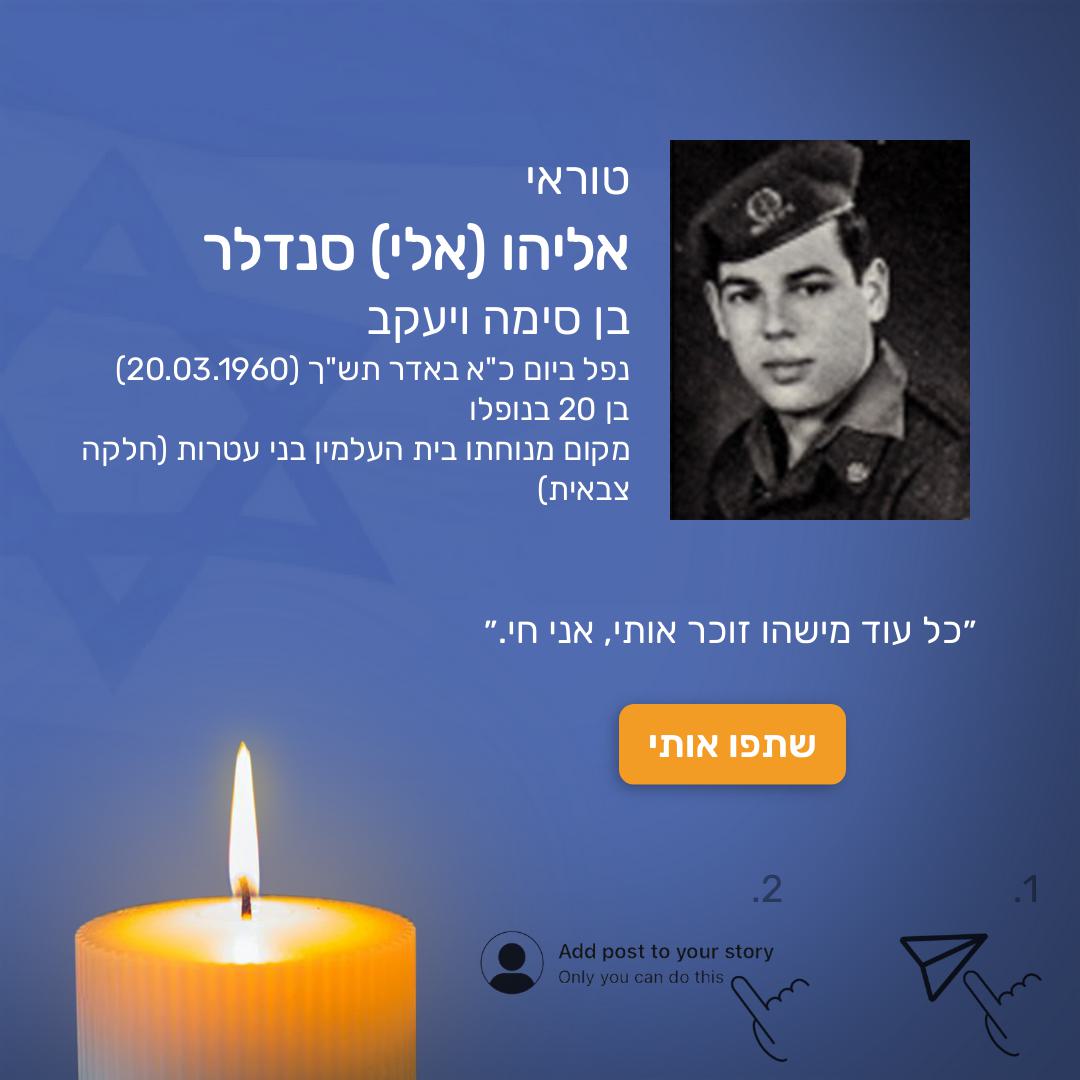 טוראי
אליהו (אלי) סנדלר
בן סימה ויעקב
נפל ביום כ"א באדר תש"ך (20.03.1960)
בן 20 בנופלו
מקום מנוחתו בית העלמין בני עטרות (חלקה
צבאית)
״כל עוד מישהו זוכר אותי, אני חי.״
שתפו אותי
1.
2.
Add post to your story
Only you can do this